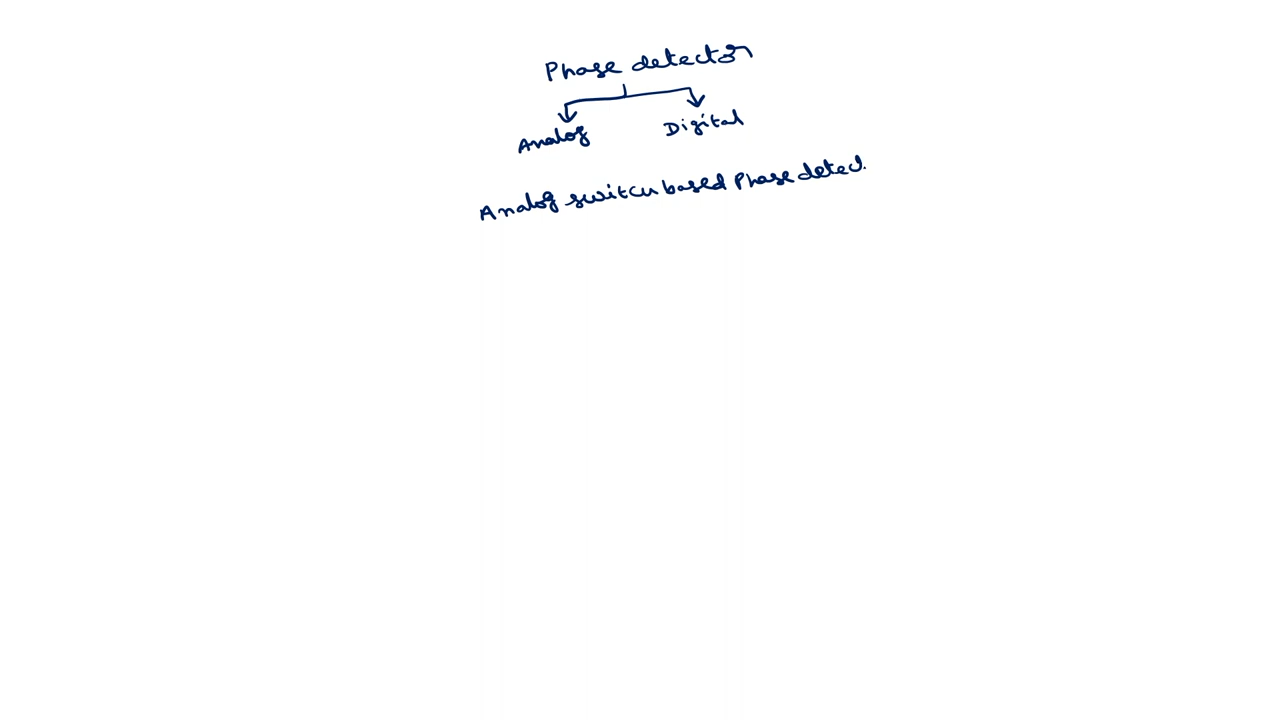 Phase detector
Analog Digital
Analog switch based Phase detect.